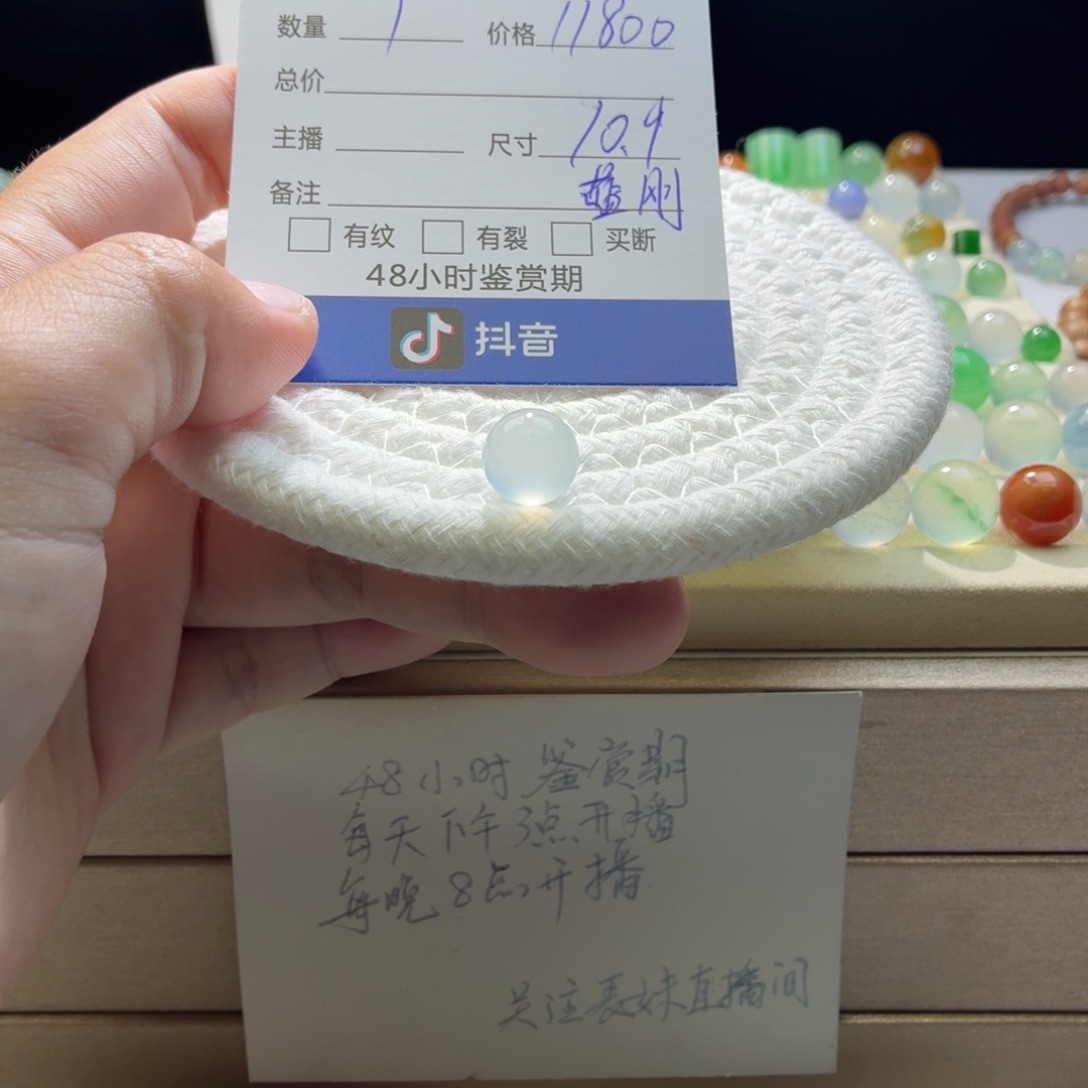 数量 1 价格 11800
总价
主播 尺寸 10.9
备注 蓝刚
有纹 有裂 买断
48小时鉴赏期
抖音
48小时鉴赏期
每天下午3点开播
每晚8点开播
关注表妹直播间